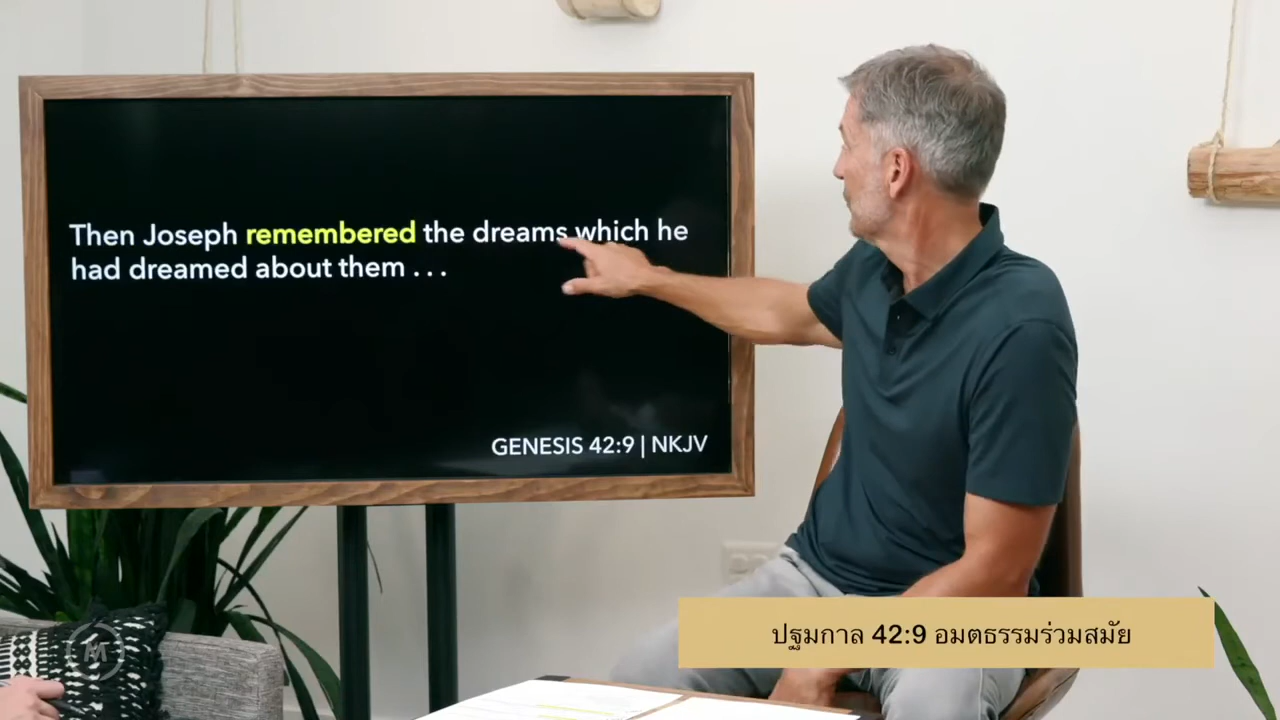 Then Joseph remembered the dreams which he
had dreamed about them . . .
GENESIS 42:9 | NKJV
ปฐมกาล 42:9 อมตธรรมร่วมสมัย
M